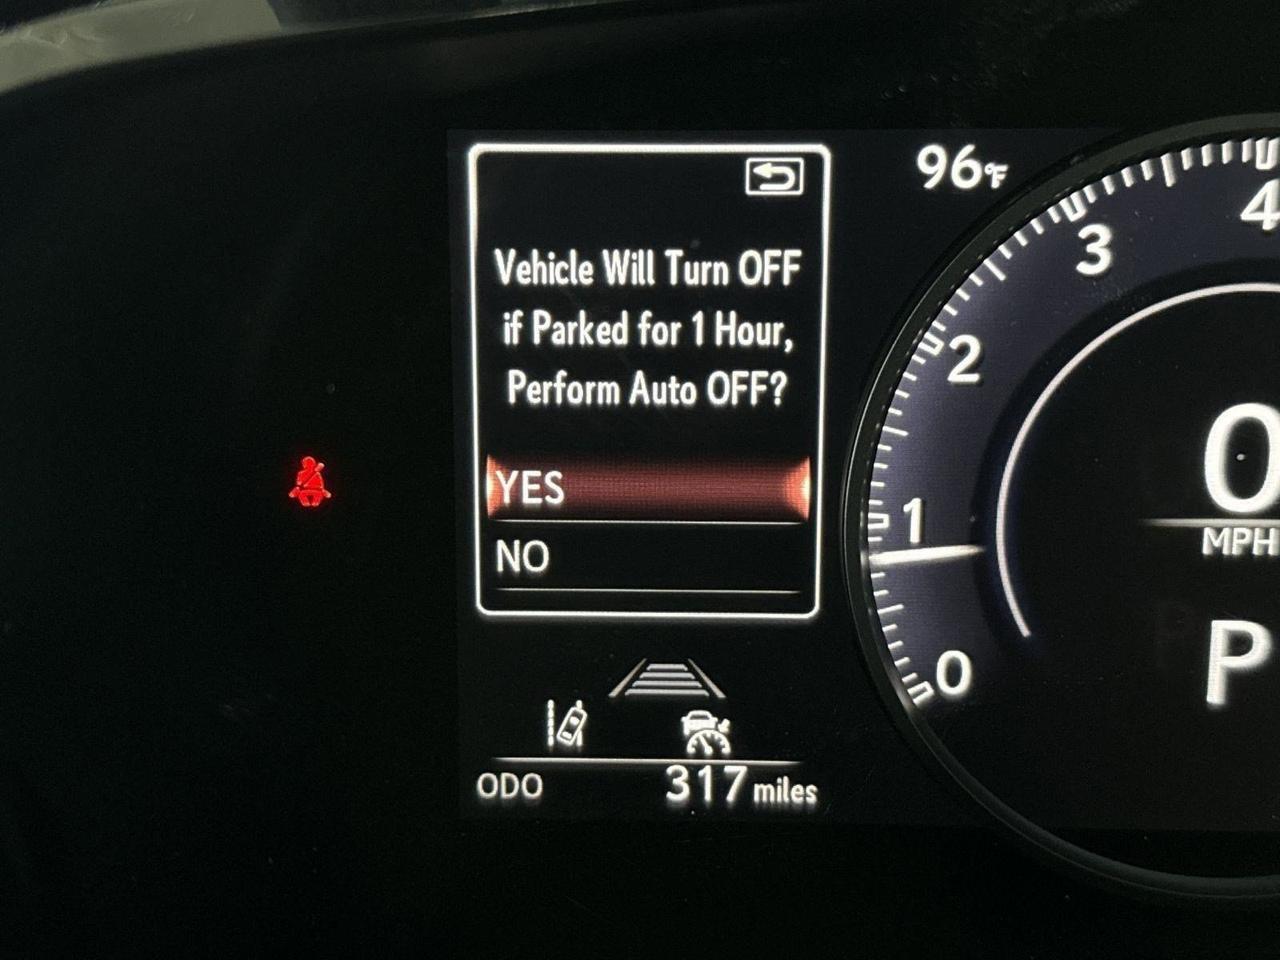 96°F
Vehicle Will Turn OFF
if Parked for 1 Hour,
Perform Auto OFF?
YES
NO
4
3
2
1
0
0
MPH
P
ODO 317 miles